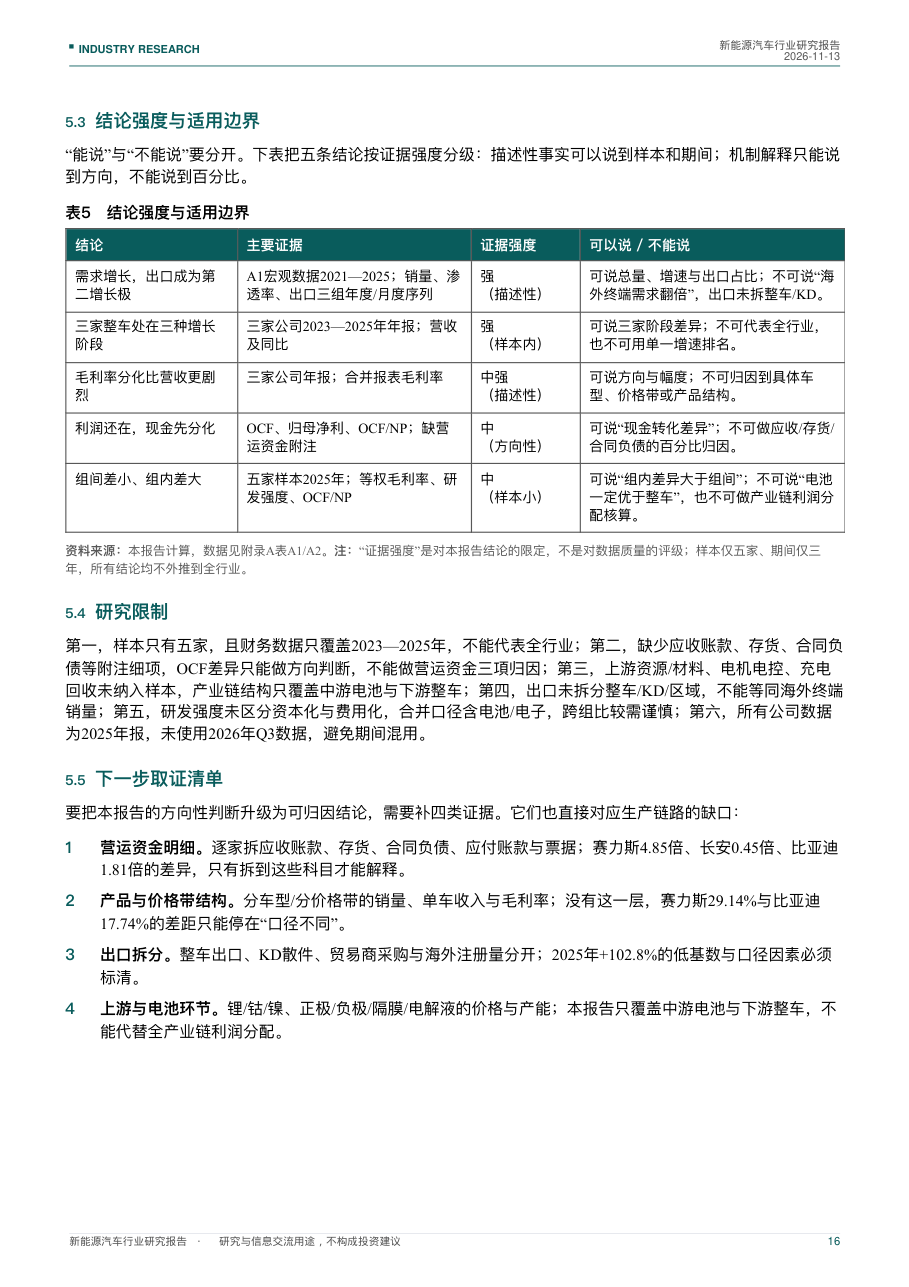 INDUSTRY RESEARCH
新能源汽车行业研究报告
2026-11-13
5.3 结论强度与适用边界
“能说”与“不能说”要分开。下表把五条结论按证据强度分级：描述性事实可以说到样本和期间；机制解释只能说
到方向，不能说到百分比。
表5 结论强度与适用边界
结论 主要证据 证据强度 可以说 / 不能说
需求增长，出口成为第 A1宏观数据2021—2025；销量、渗 强 可说总量、增速与出口占比；不可说“海
二增长极 透率、出口三组年度/月度序列 （描述性） 外终端需求翻倍”，出口未拆整车/KD。
三家整车处在三种增长 三家公司2023—2025年年报；营收 强 可说三家阶段差异；不可代表全行业，
阶段 及同比 （样本内） 也不可用单一增速排名。
毛利率分化比营收更剧 三家公司年报；合并报表毛利率 中强 可说方向与幅度；不可归因到具体车
烈 （描述性） 型、价格带或产品结构。
利润还在，现金先分化 OCF、归母净利、OCF/NP；缺营 中 可说“现金转化差异”；不可做应收/存货/
运资金附注 （方向性） 合同负债的百分比归因。
组间差小、组内差大 五家样本2025年；等权毛利率、研 中 可说“组内差异大于组间”；不可说“电池
发强度、OCF/NP （样本小） 一定优于整车”，也不可做产业链利润分
配核算。
资料来源：本报告计算，数据见附录A表A1/A2。注：“证据强度”是对本报告结论的限定，不是对数据质量的评级；样本仅五家、期间仅三
年，所有结论均不外推到全行业。
5.4 研究限制
第一，样本只有五家，且财务数据只覆盖2023—2025年，不能代表全行业；第二，缺少应收账款、存货、合同负
债等附注细项，OCF差异只能做方向判断，不能做营运资金三項归因；第三，上游资源/材料、电机电控、充电
回收未纳入样本，产业链结构只覆盖中游电池与下游整车；第四，出口未拆分整车/KD/区域，不能等同海外终端
销量；第五，研发强度未区分资本化与费用化，合并口径含电池/电子，跨组比较需谨慎；第六，所有公司数据
为2025年报，未使用2026年Q3数据，避免期间混用。
5.5 下一步取证清单
要把本报告的方向性判断升级为可归因结论，需要补四类证据。它们也直接对应生产链路的缺口：
1 营运资金明细。逐家拆应收账款、存货、合同负债、应付账款与票据；赛力斯4.85倍、长安0.45倍、比亚迪
1.81倍的差异，只有拆到这些科目才能解释。
2 产品与价格带结构。分车型/分价格带的销量、单车收入与毛利率；没有这一层，赛力斯29.14%与比亚迪
17.74%的差距只能停在“口径不同”。
3 出口拆分。整车出口、KD散件、贸易商采购与海外注册量分开；2025年+102.8%的低基数与口径因素必须
标清。
4 上游与电池环节。锂/钴/镍、正极/负极/隔膜/电解液的价格与产能；本报告只覆盖中游电池与下游整车，不
能代替全产业链利润分配。
新能源汽车行业研究报告 · 研究与信息交流用途，不构成投资建议 16